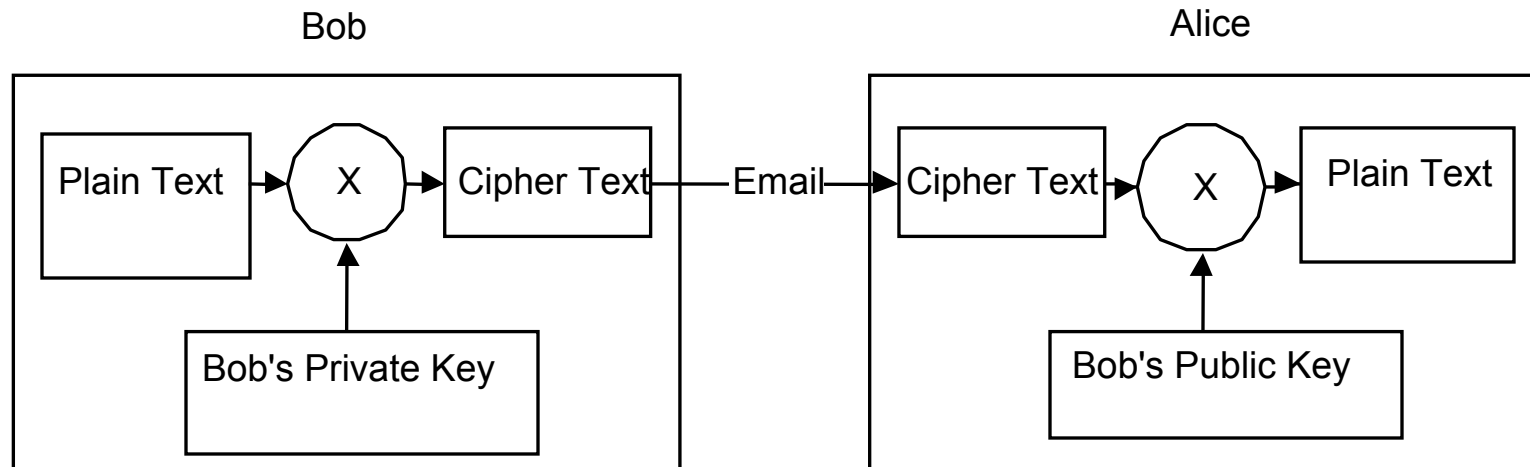 Bob
Alice
Plain Text
X
Cipher Text
Email
Cipher Text
X
Plain Text
Bob's Private Key
Bob's Public Key